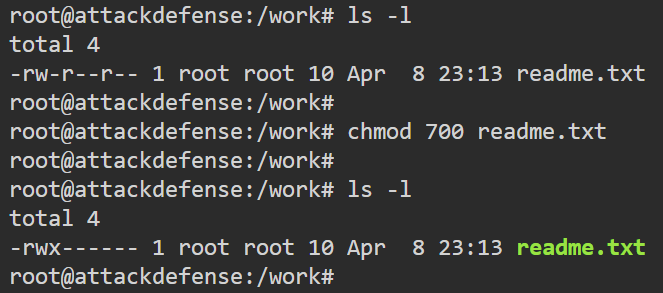 root@attackdefense:/work# ls -l
total 4
-rw-r--r-- 1 root root 10 Apr  8 23:13 readme.txt
root@attackdefense:/work#
root@attackdefense:/work# chmod 700 readme.txt
root@attackdefense:/work#
root@attackdefense:/work# ls -l
total 4
-rwx------ 1 root root 10 Apr  8 23:13 readme.txt
root@attackdefense:/work#